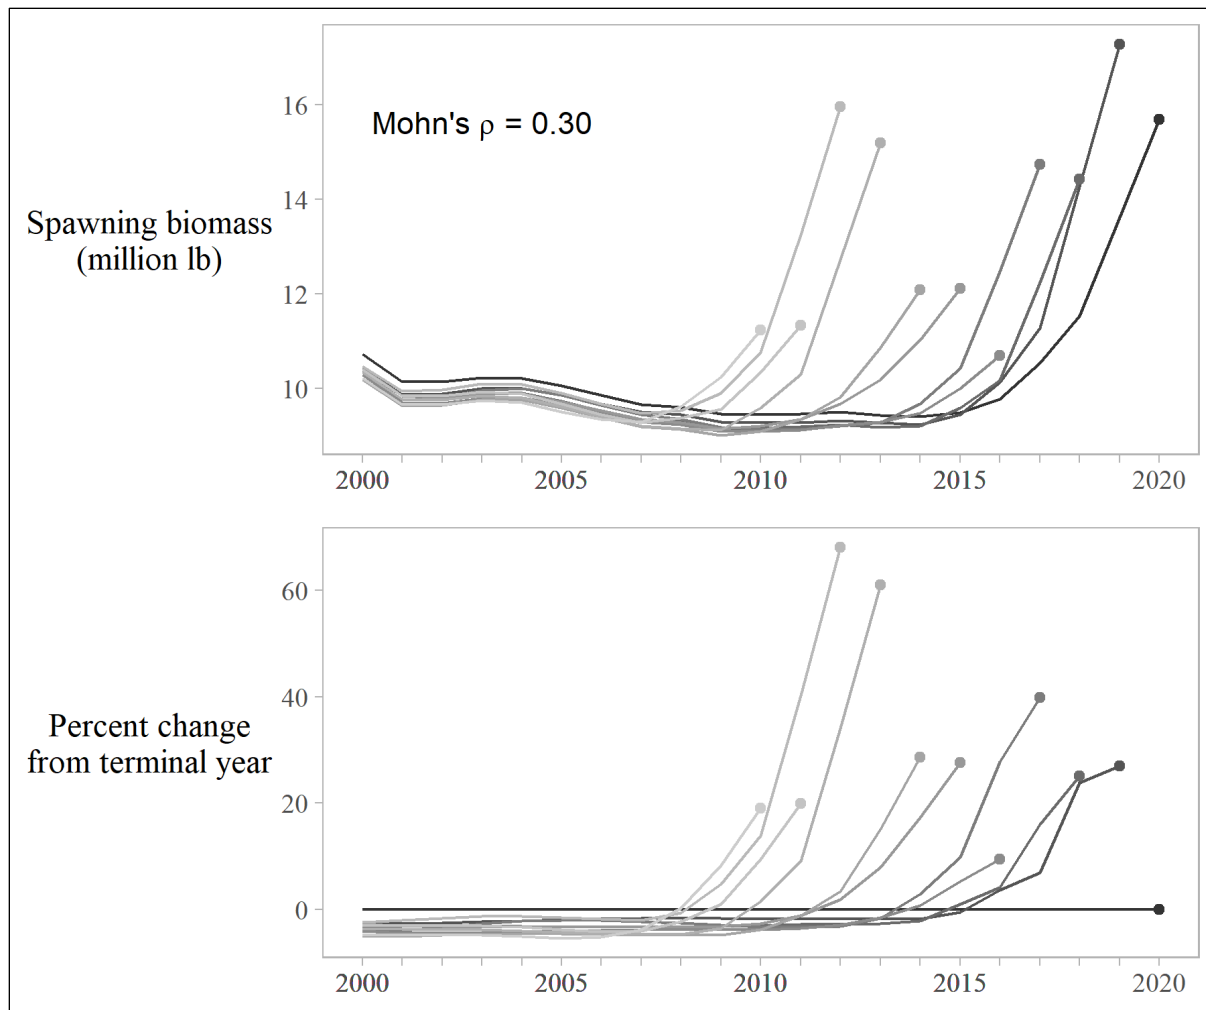 16
Mohn's ρ = 0.30
14
Spawning biomass
(million lb)
12
10
2000 2005 2010 2015 2020
60
40
Percent change
from terminal year
20
0
2000 2005 2010 2015 2020